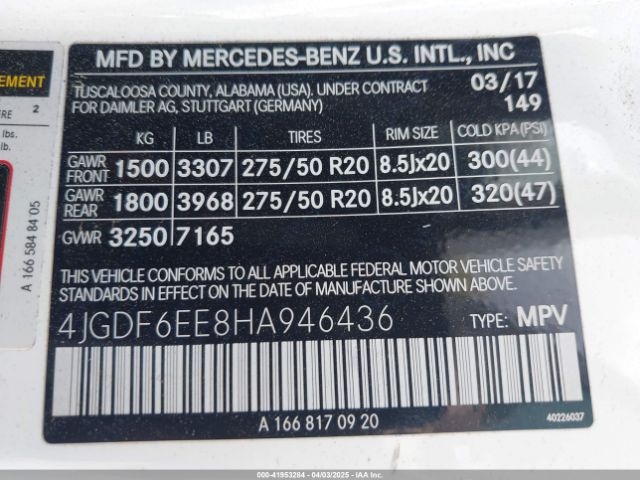 EMENT
ERE 2
lbs.
lb.
A 166 584 84 05
MFD BY MERCEDES-BENZ U.S. INTL., INC
TUSCALOOSA COUNTY, ALABAMA (USA). UNDER CONTRACT 03/17
FOR DAIMLER AG, STUTTGART (GERMANY) 149
KG LB TIRES RIM SIZE COLD KPA (PSI)
GAWR FRONT 1500 3307 275/50 R20 8.5Jx20 300(44)
GAWR REAR 1800 3968 275/50 R20 8.5Jx20 320(47)
GVWR 3250 7165
THIS VEHICLE CONFORMS TO ALL APPLICABLE FEDERAL MOTOR VEHICLE SAFETY
STANDARDS IN EFFECT ON THE DATE OF MANUFACTURE SHOWN ABOVE.
4JGDF6EE8HA946436 TYPE: MPV
A 166 817 09 20
40226037
000-41953284 - 04/03/2025 - IAAI.COM